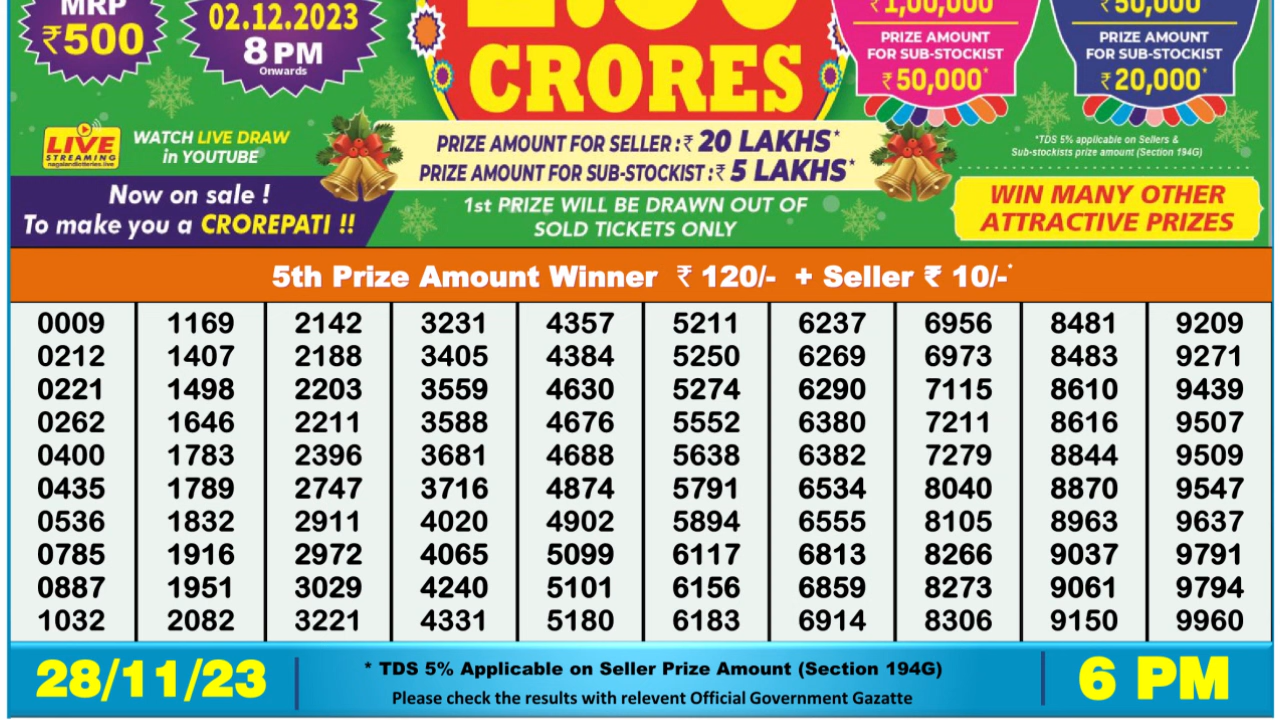 MRP
₹500
02.12.2023
8 PM
Onwards
CRORES
₹1,00,000
PRIZE AMOUNT
FOR SUB-STOCKIST
₹50,000*
₹50,000
PRIZE AMOUNT
FOR SUB-STOCKIST
₹20,000*
LIVE
STREAMING
nagalandlotteries.live
WATCH LIVE DRAW
in YOUTUBE
PRIZE AMOUNT FOR SELLER : ₹ 20 LAKHS*
PRIZE AMOUNT FOR SUB-STOCKIST :₹ 5 LAKHS*
*TDS 5% applicable on Sellers &
Sub-stockists prize amount (Section 194G)
Now on sale !
To make you a CROREPATI !!
1st PRIZE WILL BE DRAWN OUT OF
SOLD TICKETS ONLY
WIN MANY OTHER
ATTRACTIVE PRIZES
5th Prize Amount Winner ₹ 120/- + Seller ₹ 10/-*
0009 1169 2142 3231 4357 5211 6237 6956 8481 9209
0212 1407 2188 3405 4384 5250 6269 6973 8483 9271
0221 1498 2203 3559 4630 5274 6290 7115 8610 9439
0262 1646 2211 3588 4676 5552 6380 7211 8616 9507
0400 1783 2396 3681 4688 5638 6382 7279 8844 9509
0435 1789 2747 3716 4874 5791 6534 8040 8870 9547
0536 1832 2911 4020 4902 5894 6555 8105 8963 9637
0785 1916 2972 4065 5099 6117 6813 8266 9037 9791
0887 1951 3029 4240 5101 6156 6859 8273 9061 9794
1032 2082 3221 4331 5180 6183 6914 8306 9150 9960
28/11/23
* TDS 5% Applicable on Seller Prize Amount (Section 194G)
Please check the results with relevent Official Government Gazatte
6 PM